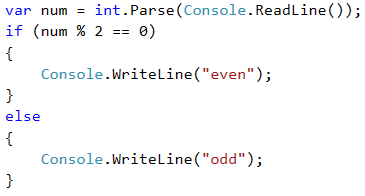 var num = int.Parse(Console.ReadLine());
if (num % 2 == 0)
{
    Console.WriteLine("even");
}
else
{
    Console.WriteLine("odd");
}